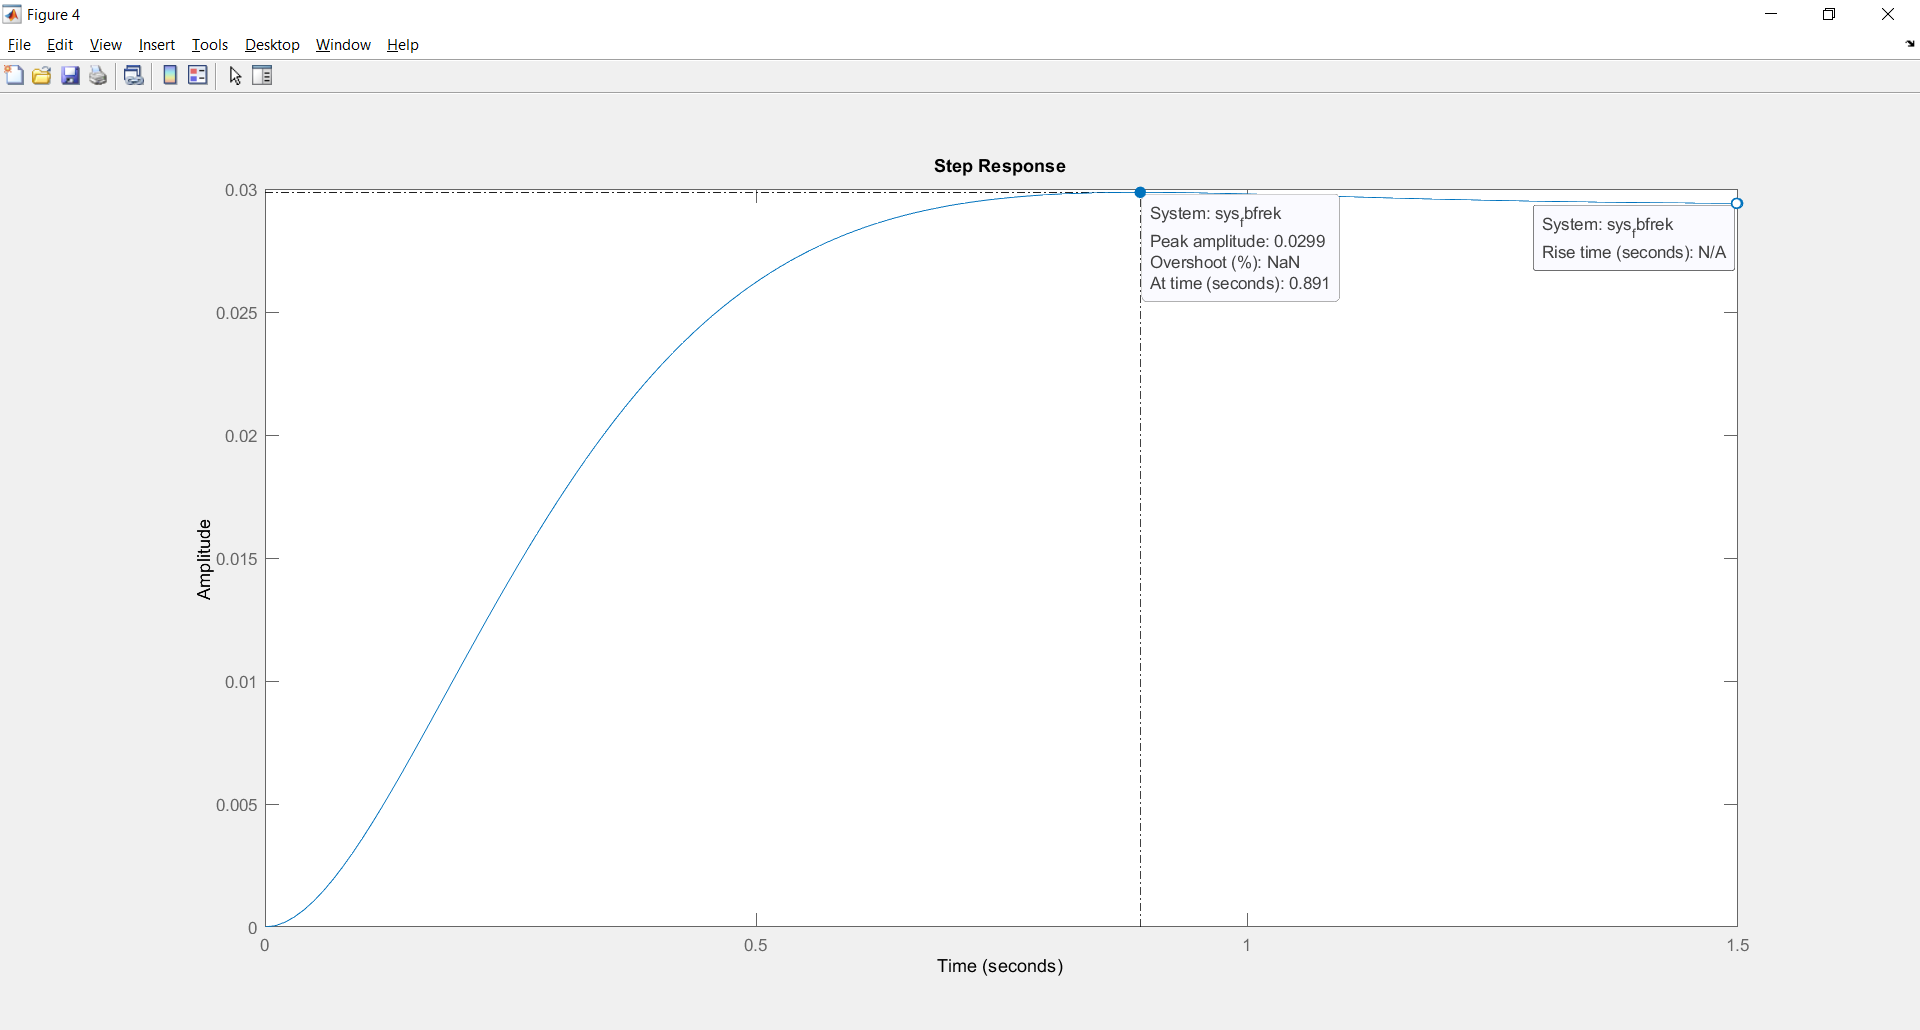 Figure 4
File Edit View Insert Tools Desktop Window Help
Step Response
0.03
0.025
0.02
0.015
0.01
0.005
0
Amplitude
System: sys_fbfrek
Peak amplitude: 0.0299
Overshoot (%): NaN
At time (seconds): 0.891
System: sys_fbfrek
Rise time (seconds): N/A
0 0.5 1 1.5
Time (seconds)